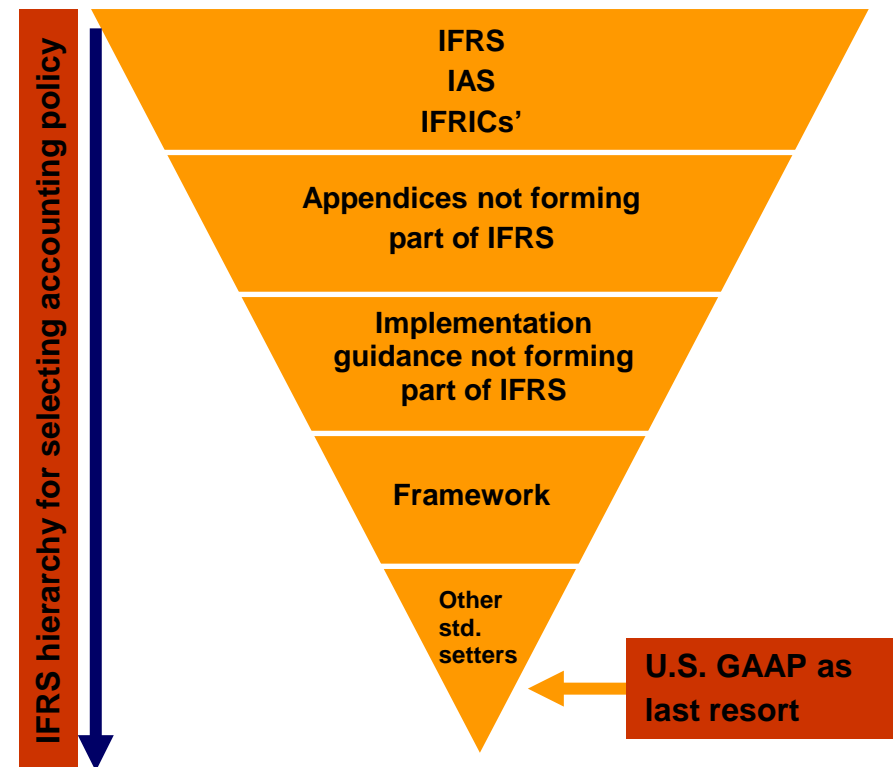 IFRS hierarchy for selecting accounting policy
IFRS
IAS
IFRICs’
Appendices not forming
part of IFRS
Implementation
guidance not forming
part of IFRS
Framework
Other
std.
setters
U.S. GAAP as
last resort